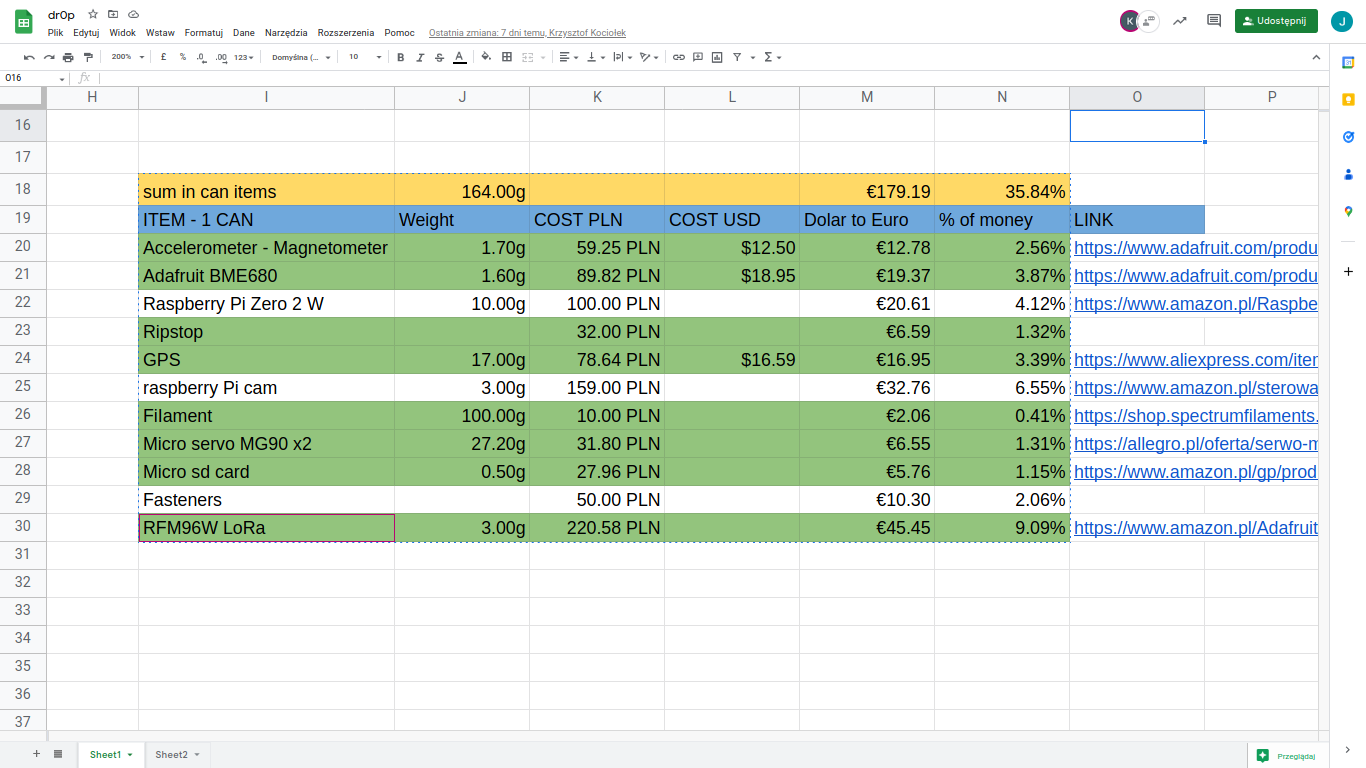 dr0p
Plik Edytuj Widok Wstaw Formatuj Dane Narzędzia Rozszerzenia Pomoc Ostatnia zmiana: 7 dni temu, Krzysztof Kociołek
K Udostępnij J
200% £ % .0 .00 123 Domyślna (... 10 B I S A
O16 fx
H I J K L M N O P
16
17
18 sum in can items 164.00g €179.19 35.84%
19 ITEM - 1 CAN Weight COST PLN COST USD Dolar to Euro % of money LINK
20 Accelerometer - Magnetometer 1.70g 59.25 PLN $12.50 €12.78 2.56% https://www.adafruit.com/produ
21 Adafruit BME680 1.60g 89.82 PLN $18.95 €19.37 3.87% https://www.adafruit.com/produ
22 Raspberry Pi Zero 2 W 10.00g 100.00 PLN €20.61 4.12% https://www.amazon.pl/Raspbe
23 Ripstop 32.00 PLN €6.59 1.32%
24 GPS 17.00g 78.64 PLN $16.59 €16.95 3.39% https://www.aliexpress.com/iter
25 raspberry Pi cam 3.00g 159.00 PLN €32.76 6.55% https://www.amazon.pl/sterowa
26 Filament 100.00g 10.00 PLN €2.06 0.41% https://shop.spectrumfilaments.
27 Micro servo MG90 x2 27.20g 31.80 PLN €6.55 1.31% https://allegro.pl/oferta/serwo-m
28 Micro sd card 0.50g 27.96 PLN €5.76 1.15% https://www.amazon.pl/gp/prod
29 Fasteners 50.00 PLN €10.30 2.06%
30 RFM96W LoRa 3.00g 220.58 PLN €45.45 9.09% https://www.amazon.pl/Adafruit
31
32
33
34
35
36
37
Sheet1 Sheet2 Przeglądaj